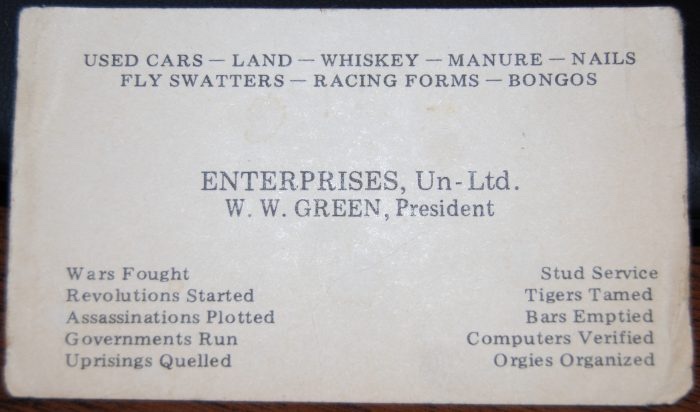 USED CARS — LAND — WHISKEY — MANURE — NAILS
FLY SWATTERS — RACING FORMS — BONGOS
ENTERPRISES, Un-Ltd.
W. W. GREEN, President
Wars Fought
Revolutions Started
Assassinations Plotted
Governments Run
Uprisings Quelled
Stud Service
Tigers Tamed
Bars Emptied
Computers Verified
Orgies Organized